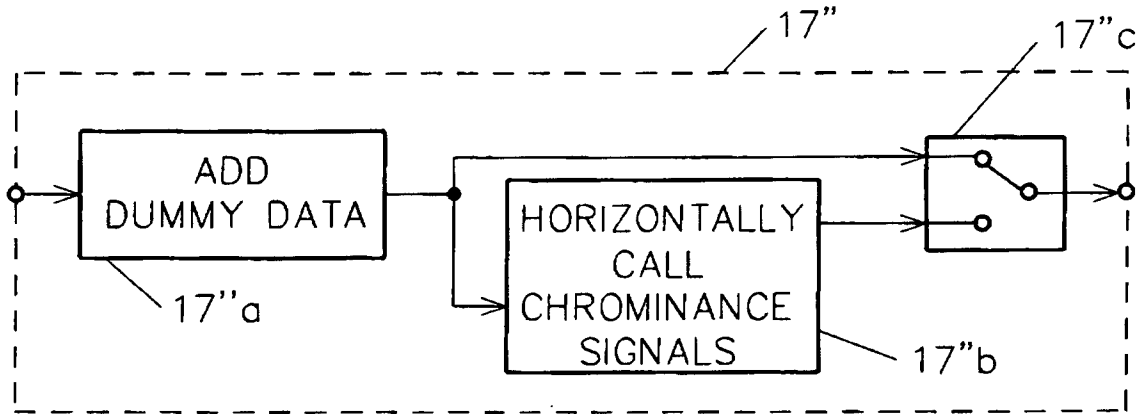 17"
17"c
ADD
DUMMY DATA
17"a
HORIZONTALLY
CALL
CHROMINANCE
SIGNALS
17"b